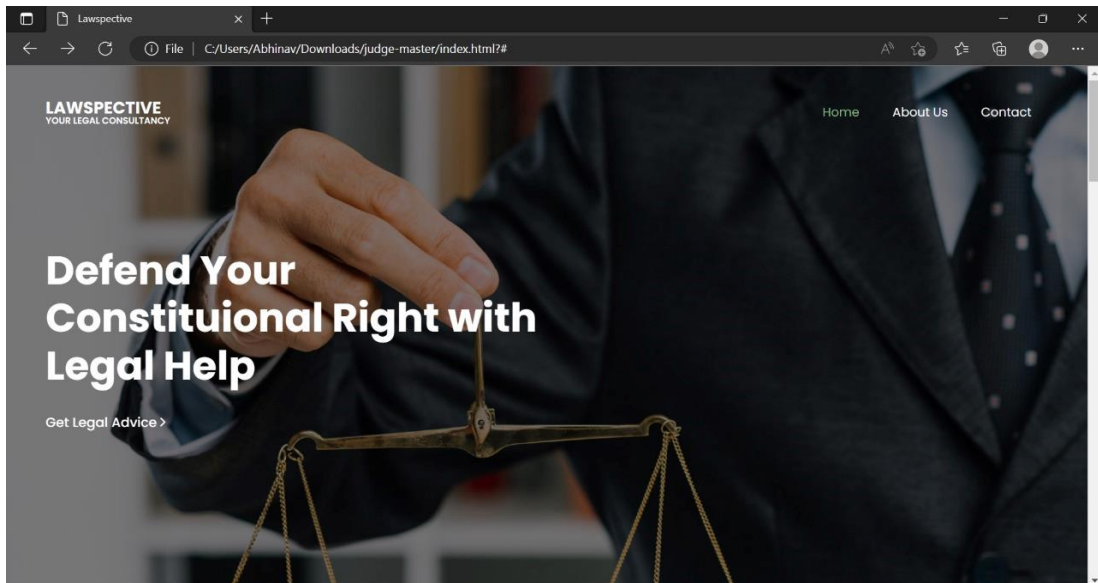 Lawspective
File | C:/Users/Abhinav/Downloads/judge-master/index.html?#
LAWSPECTIVE
YOUR LEGAL CONSULTANCY
Home About Us Contact
Defend Your
Constituional Right with
Legal Help
Get Legal Advice >